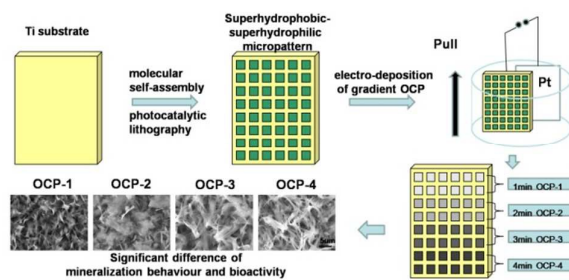 Ti substrate
molecular
self-assembly
photocatalytic
lithography
Superhydrophobic-
superhydrophilic
micropattern
electro-deposition
of gradient OCP
Pull
Pt
1min OCP-1
2min OCP-2
3min OCP-3
4min OCP-4
OCP-1 OCP-2 OCP-3 OCP-4
Significant difference of
mineralization behaviour and bioactivity